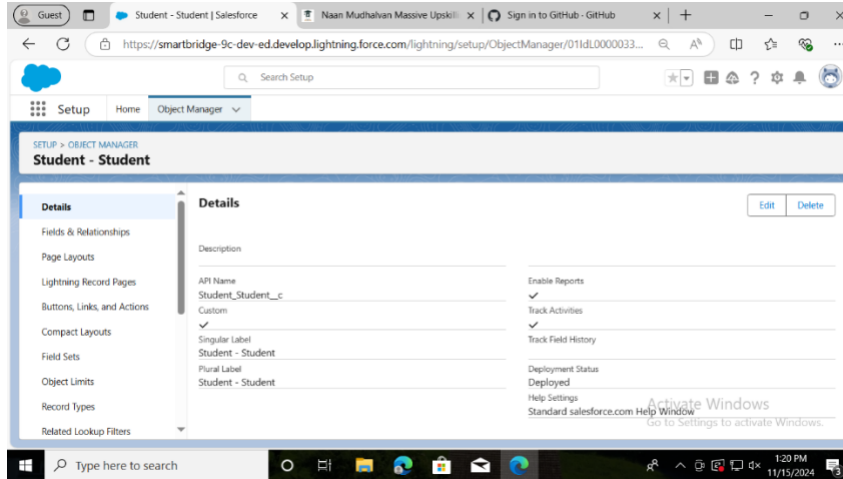 Guest
Student - Student | Salesforce
Naan Mudhalvan Massive Upskilli
Sign in to GitHub - GitHub
https://smartbridge-9c-dev-ed.develop.lightning.force.com/lightning/setup/ObjectManager/01IdL0000033...
Search Setup
Setup
Home
Object Manager
SETUP > OBJECT MANAGER
Student - Student
Details
Fields & Relationships
Page Layouts
Lightning Record Pages
Buttons, Links, and Actions
Compact Layouts
Field Sets
Object Limits
Record Types
Related Lookup Filters
Details
Edit
Delete
Description
API Name
Student_Student__c
Custom
Singular Label
Student - Student
Plural Label
Student - Student
Enable Reports
Track Activities
Track Field History
Deployment Status
Deployed
Help Settings
Standard salesforce.com Help Window
Activate Windows
Go to Settings to activate Windows.
Type here to search
1:20 PM
11/15/2024
3